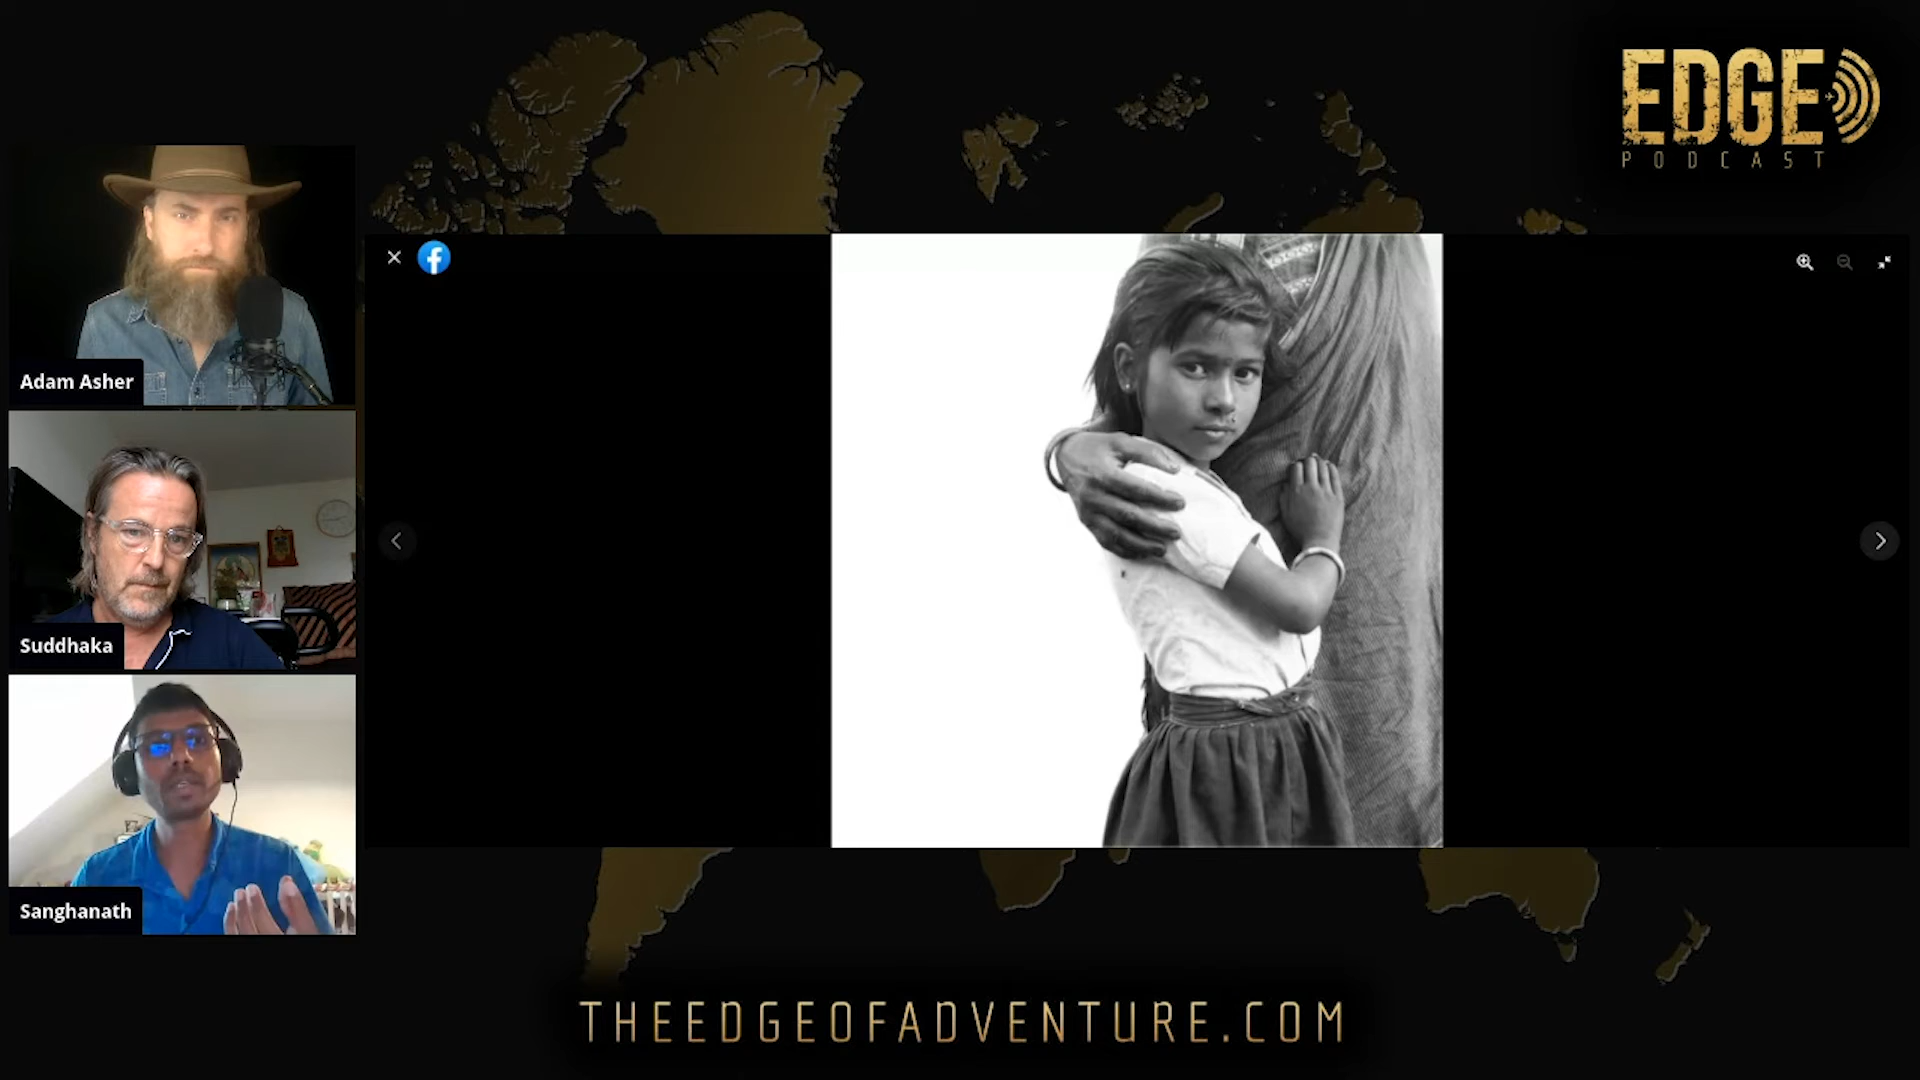 EDGE
PODCAST
Adam Asher
Suddhaka
Sanghanath
THEEDGEOFADVENTURE.COM